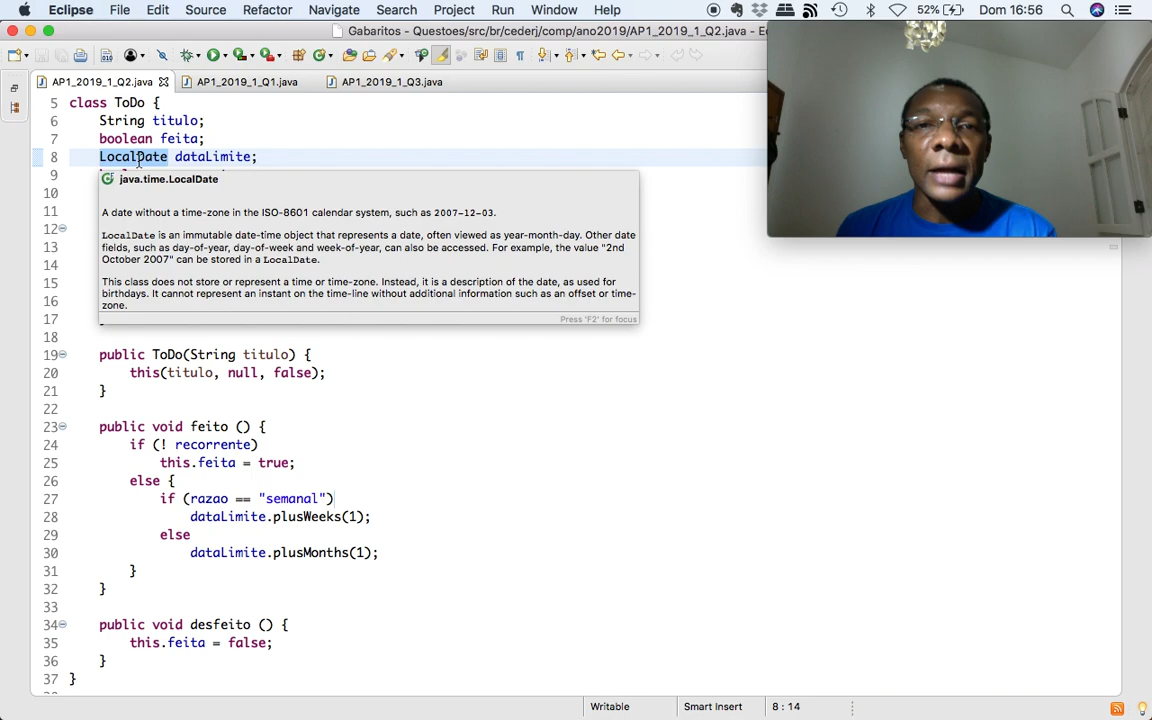 Eclipse File Edit Source Refactor Navigate Search Project Run Window Help 52% Dom 16:56
Gabaritos - Questoes/src/br/cederj/comp/ano2019/AP1_2019_1_Q2.java - E
AP1_2019_1_Q2.java AP1_2019_1_Q1.java AP1_2019_1_Q3.java
5 class ToDo {
6 String titulo;
7 boolean feita;
8 LocalDate dataLimite;
9
java.time.LocalDate
10
A date without a time-zone in the ISO-8601 calendar system, such as 2007-12-03.
11
12
LocalDate is an immutable date-time object that represents a date, often viewed as year-month-day. Other date
13
fields, such as day-of-year, day-of-week and week-of-year, can also be accessed. For example, the value "2nd
October 2007" can be stored in a LocalDate.
14
15
This class does not store or represent a time or time-zone. Instead, it is a description of the date, as used for
16
birthdays. It cannot represent an instant on the time-line without additional information such as an offset or time-
zone.
17
Press 'F2' for focus
18
19 public ToDo(String titulo) {
20 this(titulo, null, false);
21 }
22
23 public void feito () {
24 if (! recorrente)
25 this.feita = true;
26 else {
27 if (razao == "semanal")
28 dataLimite.plusWeeks(1);
29 else
30 dataLimite.plusMonths(1);
31 }
32 }
33
34 public void desfeito () {
35 this.feita = false;
36 }
37 }
Writable Smart Insert 8 : 14